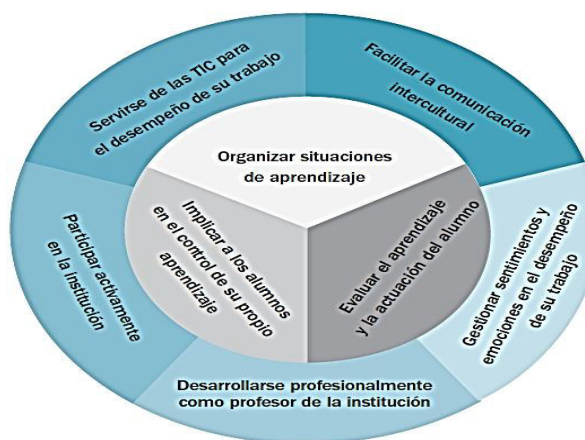 Servirse de las TIC para
el desempeño de su trabajo
Facilitar la comunicación
intercultural
Organizar situaciones
de aprendizaje
Implicar a los alumnos
en el control de su propio
aprendizaje
Evaluar el aprendizaje
y la actuación del alumno
Participar activamente
en la institución
Gestionar sentimientos y
emociones en el desempeño
de su trabajo
Desarrollarse profesionalmente
como profesor de la institución